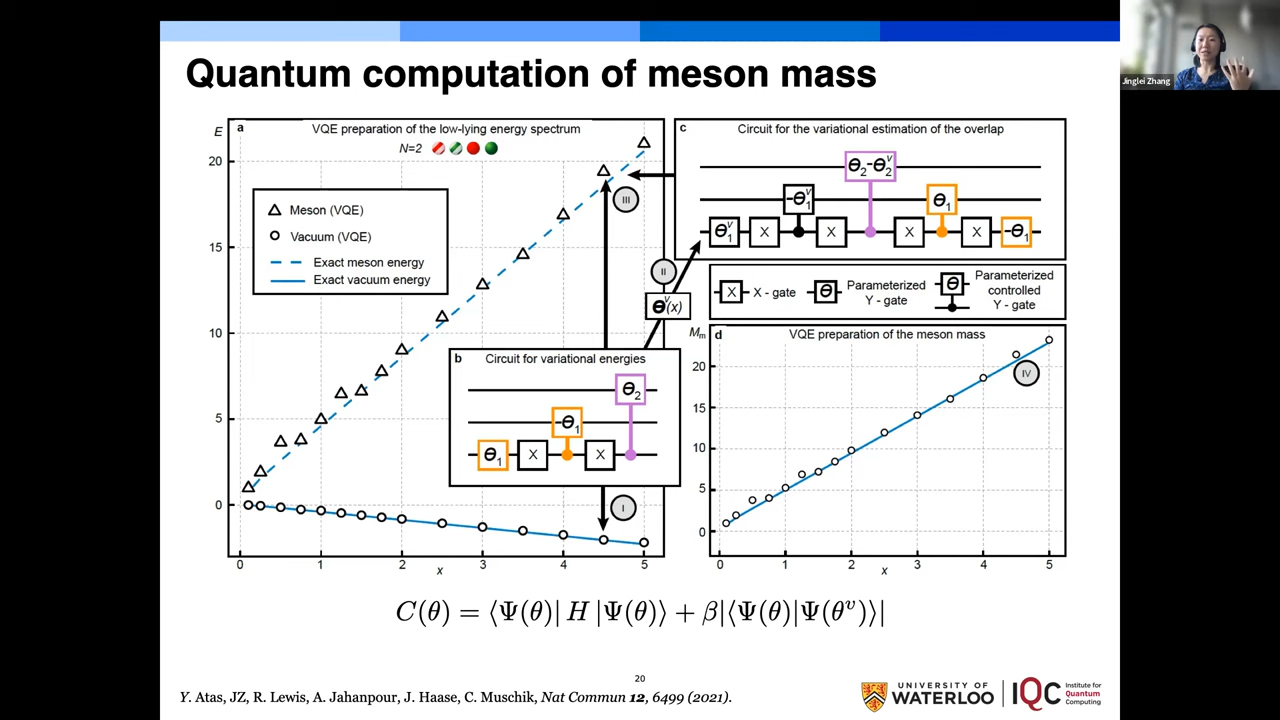 Quantum computation of meson mass
Jinglei Zhang
E
a
VQE preparation of the low-lying energy spectrum
N=2
20
15
10
5
0
Meson (VQE)
Vacuum (VQE)
Exact meson energy
Exact vacuum energy
III
II
I
0 1 2 3 4 5
x
b
Circuit for variational energies
Θ2
-Θ1
Θ1 X X
Θv(x)
c
Circuit for the variational estimation of the overlap
Θ2-Θ2v
-Θ1v Θ1
Θ1v X X X X -Θ1
X X - gate
Θ Parameterized Y - gate
Θ Parameterized controlled Y - gate
Mm
d
VQE preparation of the meson mass
IV
20
15
10
5
0
0 1 2 3 4 5
x
C(θ) = ⟨Ψ(θ)| H |Ψ(θ)⟩ + β|⟨Ψ(θ)|Ψ(θv)⟩|
20
Y. Atas, JZ, R. Lewis, A. Jahanpour, J. Haase, C. Muschik, Nat Commun 12, 6499 (2021).
UNIVERSITY OF
WATERLOO
IQC
Institute for
Quantum
Computing